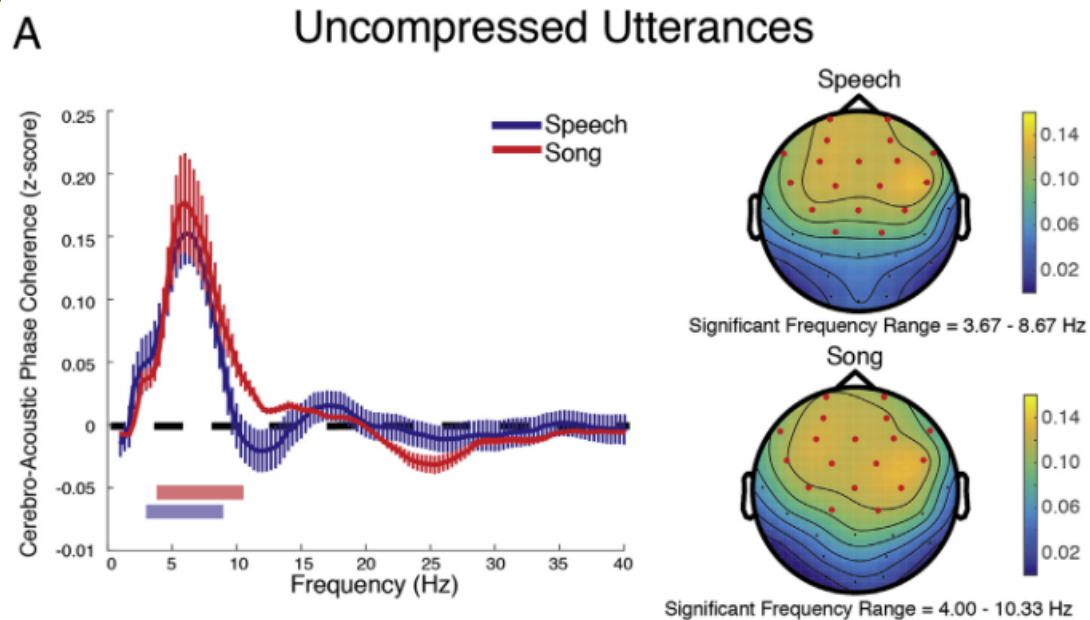 A
Uncompressed Utterances
Cerebro-Acoustic Phase Coherence (z-score)
0.25
0.20
0.15
0.10
0.05
0
-0.05
-0.01
0 5 10 15 20 25 30 35 40
Frequency (Hz)
Speech
Song
Speech
0.14
0.10
0.06
0.02
Significant Frequency Range = 3.67 - 8.67 Hz
Song
0.14
0.10
0.06
0.02
Significant Frequency Range = 4.00 - 10.33 Hz